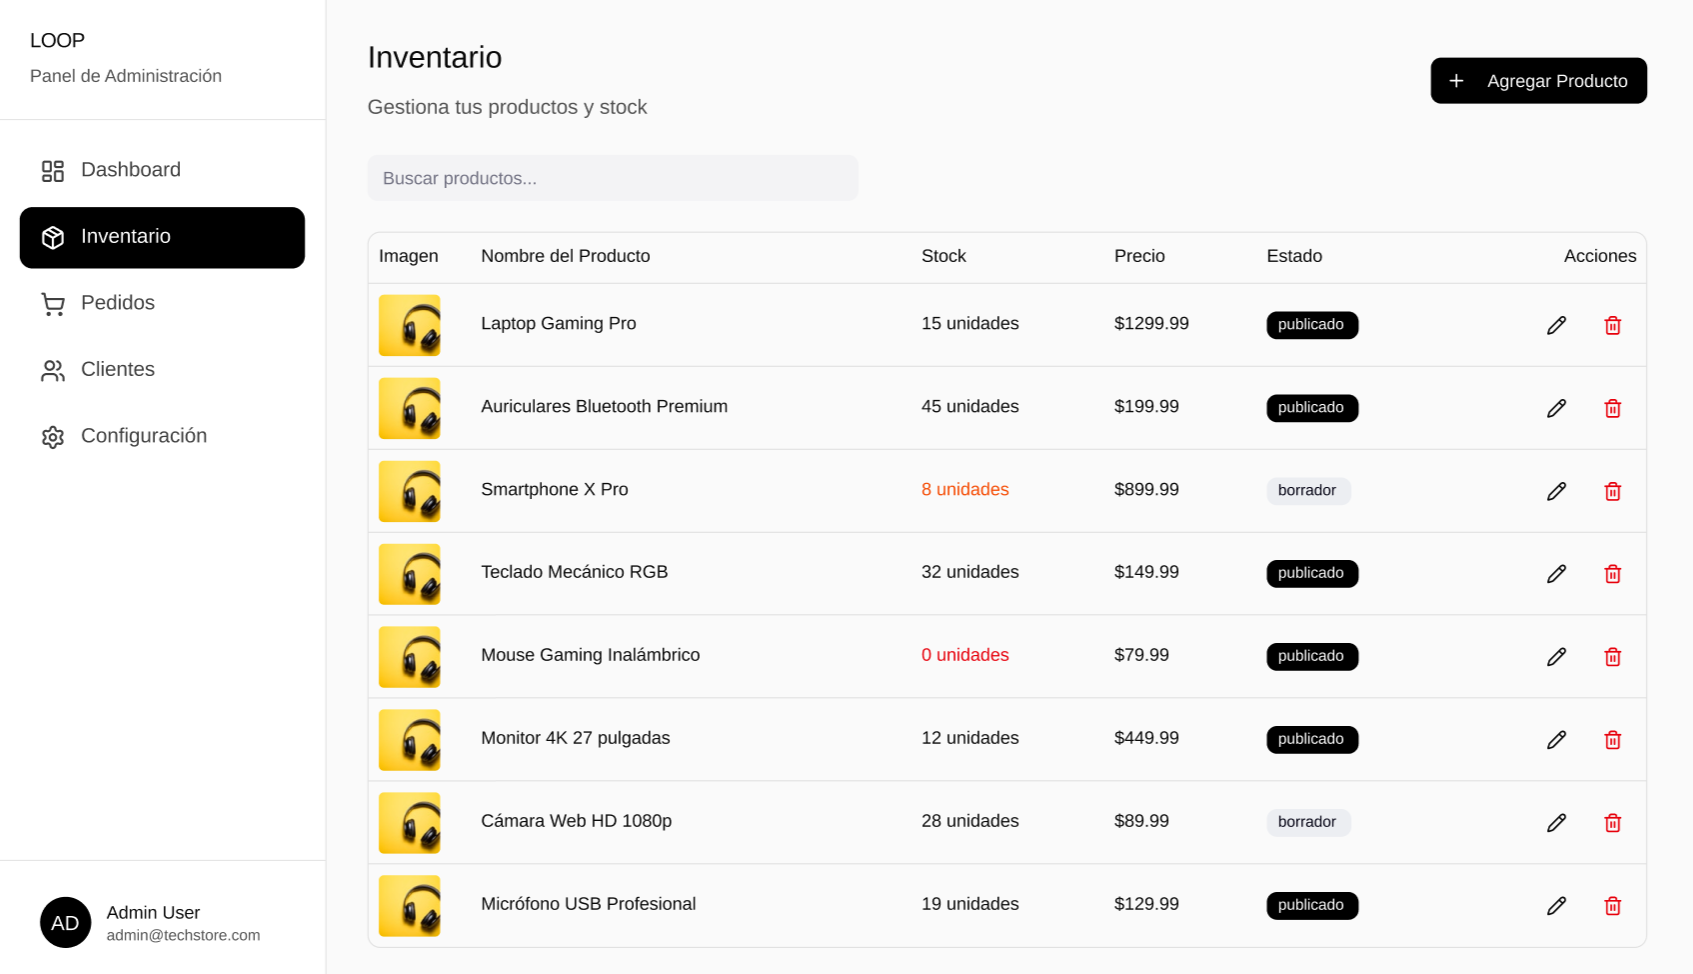 LOOP
Panel de Administración
Dashboard
Inventario
Pedidos
Clientes
Configuración
AD
Admin User
admin@techstore.com
Inventario
Gestiona tus productos y stock
Agregar Producto
Buscar productos...
Imagen Nombre del Producto Stock Precio Estado Acciones
Laptop Gaming Pro 15 unidades $1299.99 publicado
Auriculares Bluetooth Premium 45 unidades $199.99 publicado
Smartphone X Pro 8 unidades $899.99 borrador
Teclado Mecánico RGB 32 unidades $149.99 publicado
Mouse Gaming Inalámbrico 0 unidades $79.99 publicado
Monitor 4K 27 pulgadas 12 unidades $449.99 publicado
Cámara Web HD 1080p 28 unidades $89.99 borrador
Micrófono USB Profesional 19 unidades $129.99 publicado